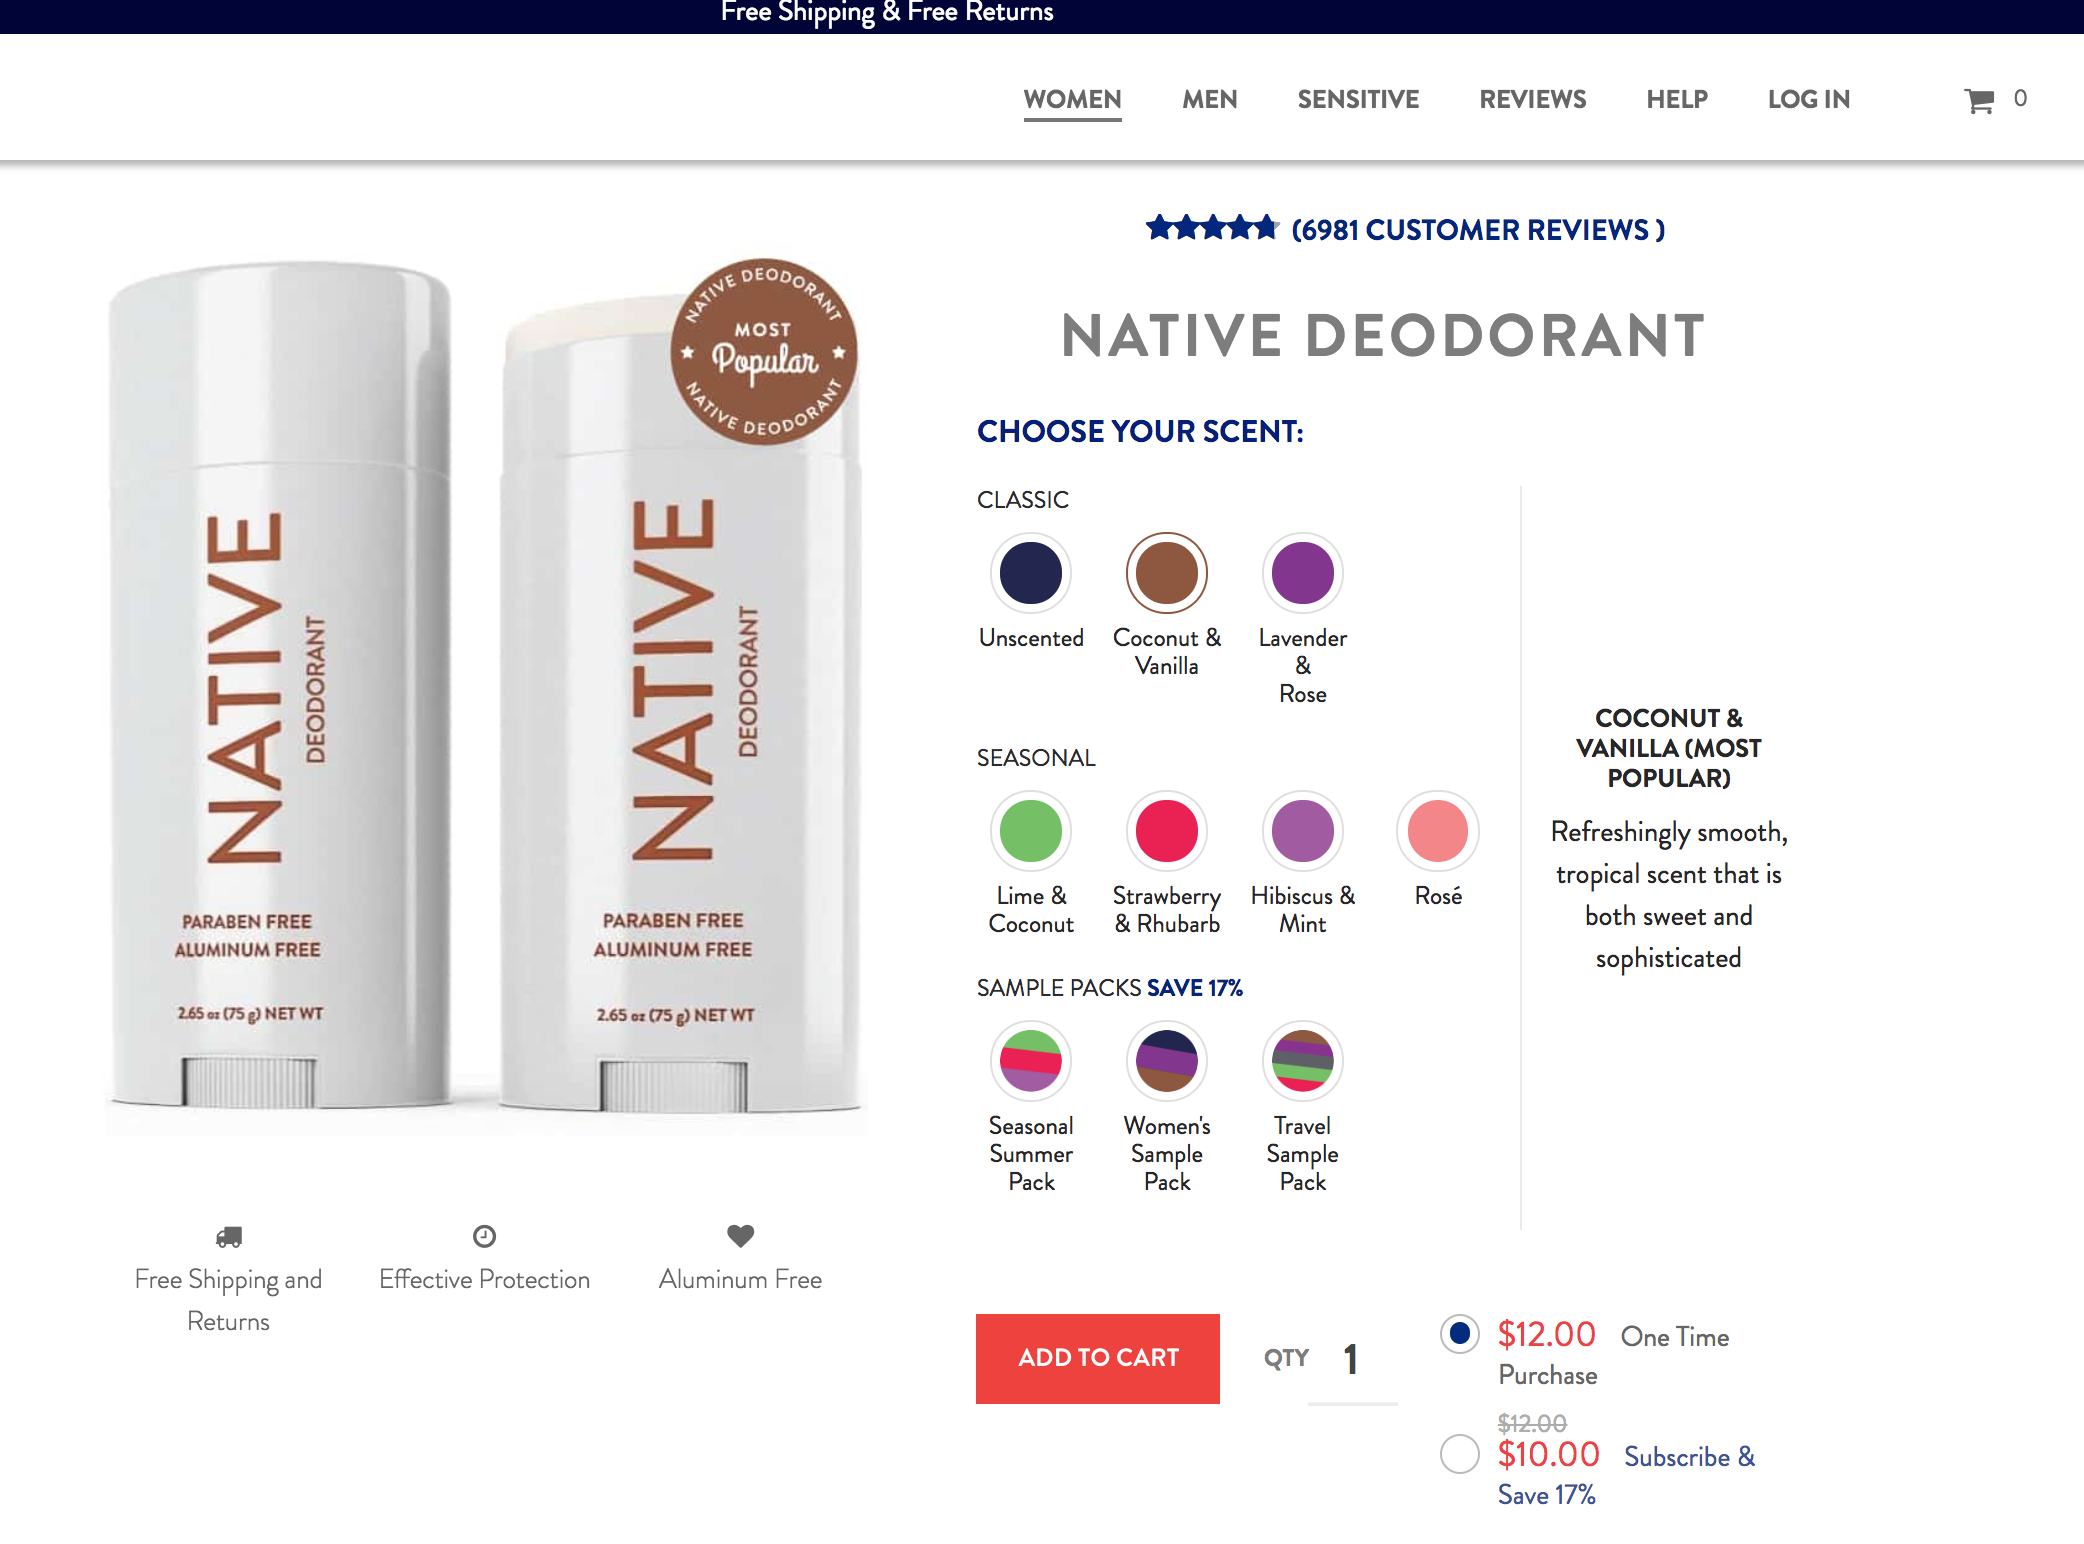 Free Shipping & Free Returns
WOMEN MEN SENSITIVE REVIEWS HELP LOG IN 0
(6981 CUSTOMER REVIEWS )
NATIVE DEODORANT
MOST
Popular
NATIVE DEODORANT
NATIVE
DEODORANT
PARABEN FREE
ALUMINUM FREE
2.65 oz (75 g) NET WT
NATIVE
DEODORANT
PARABEN FREE
ALUMINUM FREE
2.65 oz (75 g) NET WT
Free Shipping and
Returns
Effective Protection
Aluminum Free
NATIVE DEODORANT
CHOOSE YOUR SCENT:
CLASSIC
Unscented
Coconut &
Vanilla
Lavender
&
Rose
SEASONAL
Lime &
Coconut
Strawberry
& Rhubarb
Hibiscus &
Mint
Rosé
SAMPLE PACKS SAVE 17%
Seasonal
Summer
Pack
Women's
Sample
Pack
Travel
Sample
Pack
COCONUT &
VANILLA (MOST
POPULAR)
Refreshingly smooth,
tropical scent that is
both sweet and
sophisticated
ADD TO CART
QTY 1
$12.00 One Time
Purchase
$12.00
$10.00 Subscribe &
Save 17%